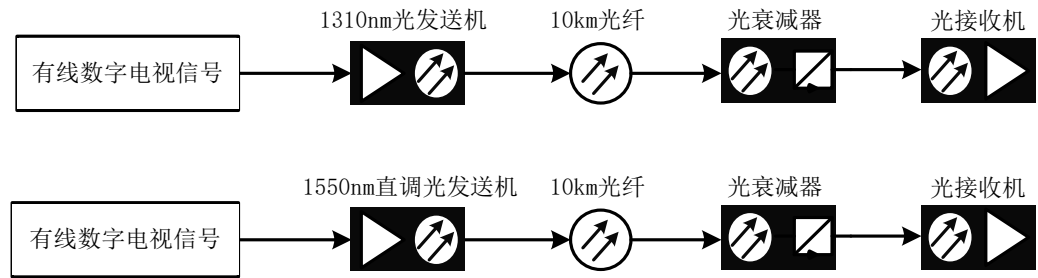 1310nm光发送机 10km光纤 光衰减器 光接收机
有线数字电视信号
1550nm直调光发送机 10km光纤 光衰减器 光接收机
有线数字电视信号